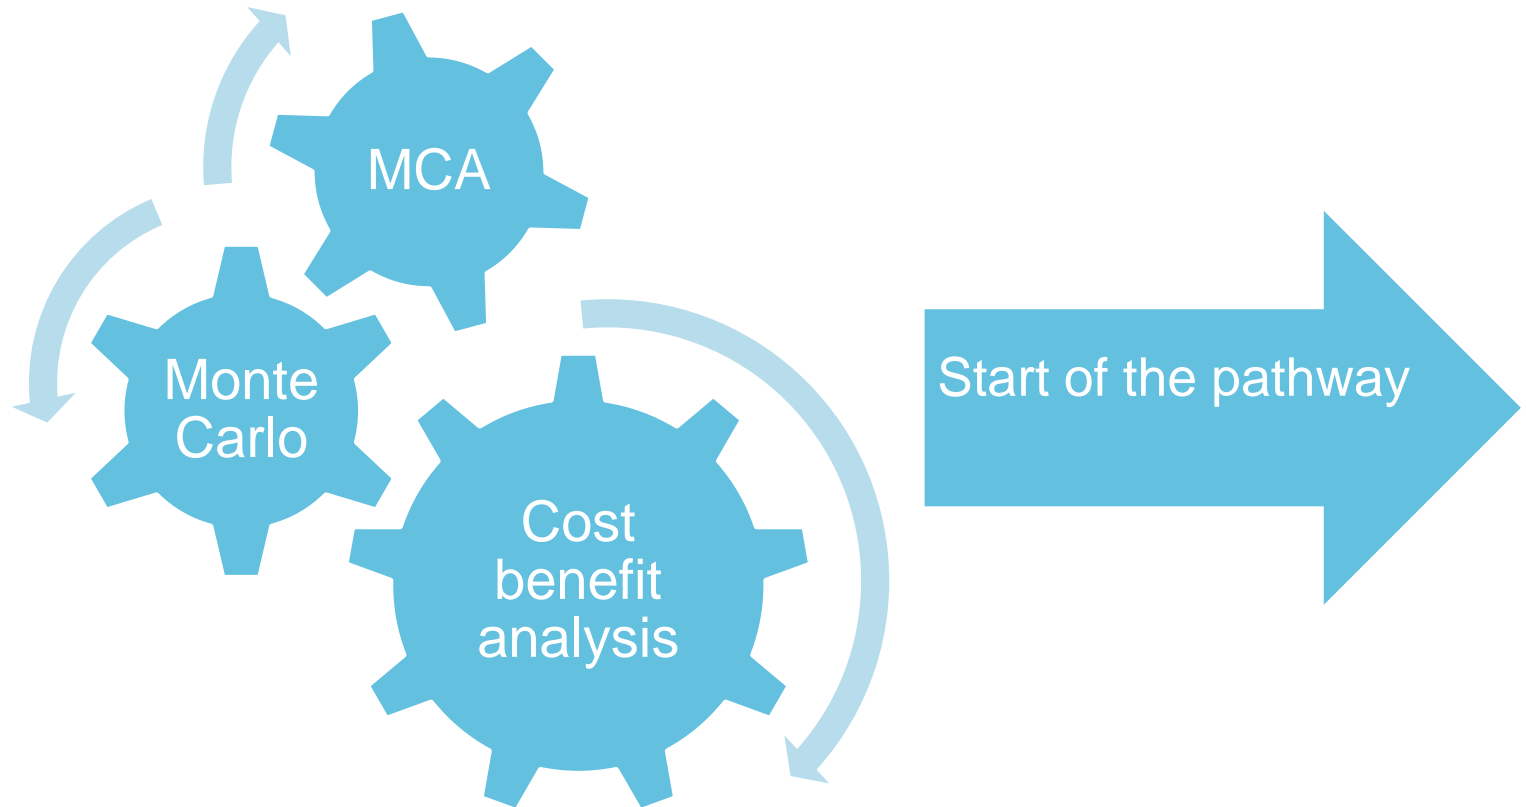 MCA
Monte
Carlo
Cost
benefit
analysis
Start of the pathway